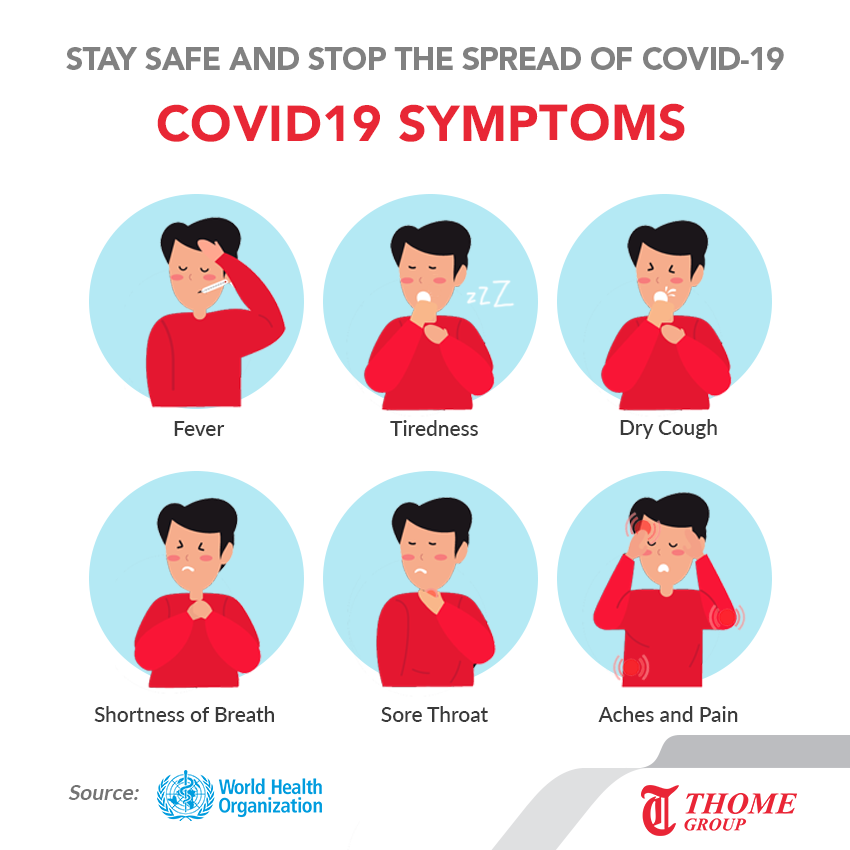 STAY SAFE AND STOP THE SPREAD OF COVID-19
COVID19 SYMPTOMS
zZZ
Fever
Tiredness
Dry Cough
Shortness of Breath
Sore Throat
Aches and Pain
Source:
World Health
Organization
T THOME
GROUP